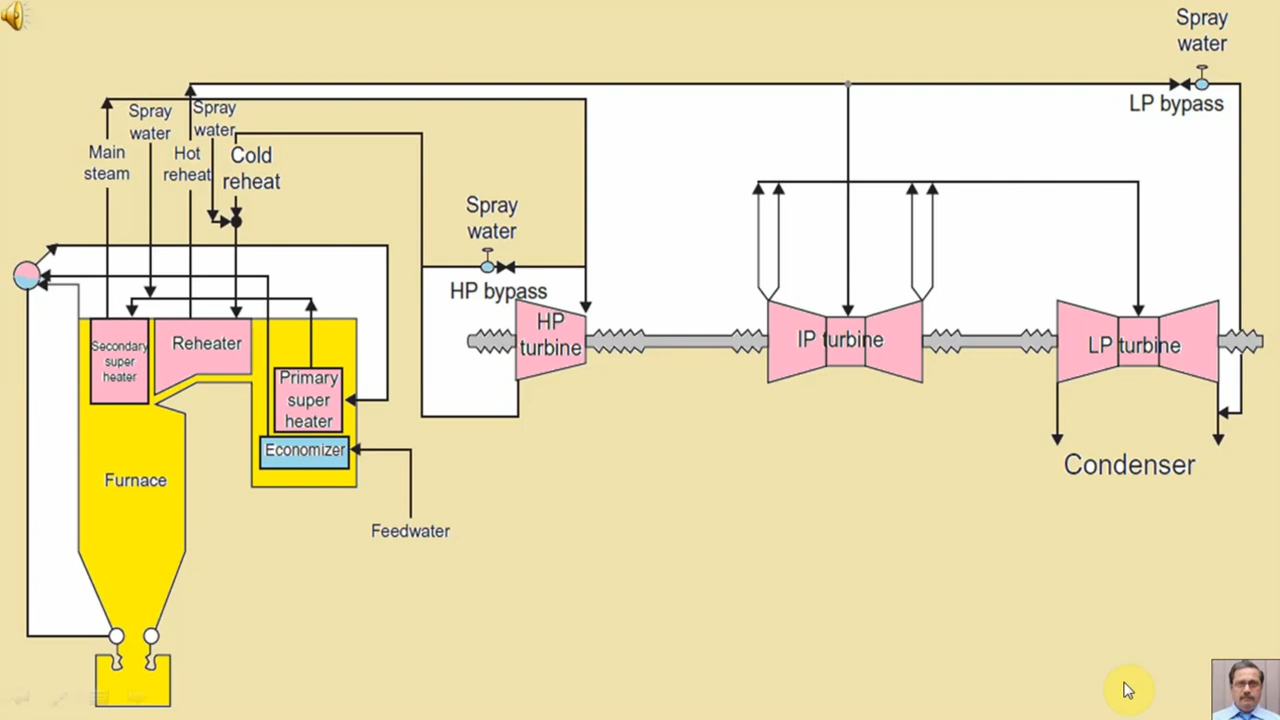 Spray
water
LP bypass
Spray
water
Spray
water
Main
steam
Hot
reheat
Cold
reheat
Spray
water
HP bypass
HP
turbine
IP turbine
LP turbine
Condenser
Secondary
super
heater
Reheater
Primary
super
heater
Economizer
Furnace
Feedwater